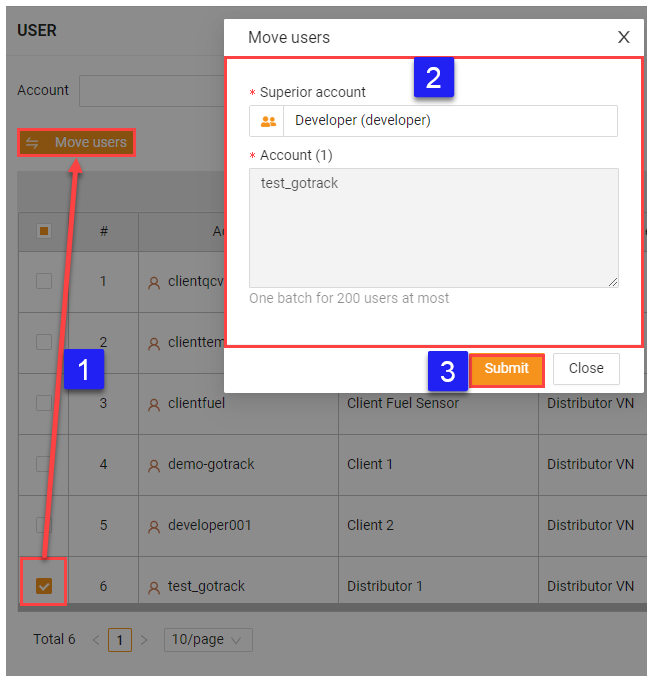 USER
Account
Move users
#
Ac
1
clientqcv
2
clienttem
3
clientfuel
Client Fuel Sensor
Distributor VN
4
demo-gotrack
Client 1
Distributor VN
5
developer001
Client 2
Distributor VN
6
test_gotrack
Distributor 1
Distributor VN
Total 6
<
1
>
10/page
Move users
X
2
* Superior account
Developer (developer)
* Account (1)
test_gotrack
One batch for 200 users at most
3
Submit
Close
1